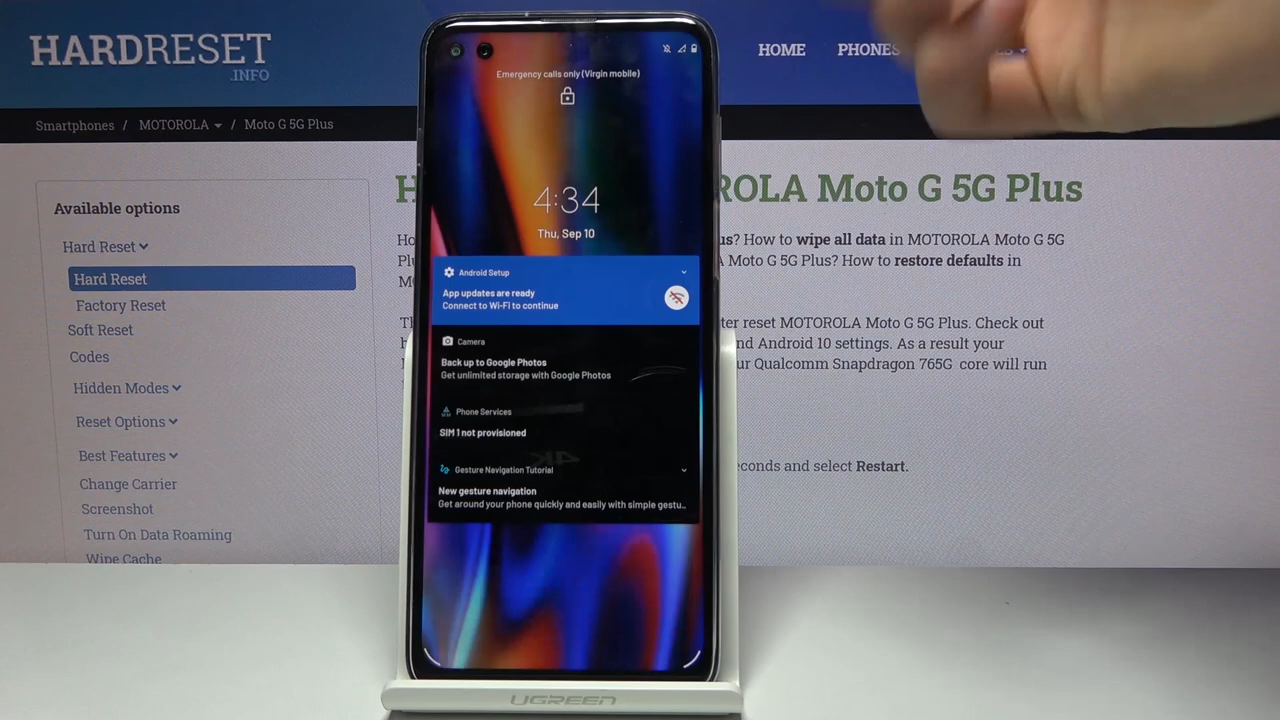 HARDRESET
.INFO
HOME
PHONES
Smartphones / MOTOROLA / Moto G 5G Plus
Available options
Hard Reset
Hard Reset
Factory Reset
Soft Reset
Codes
Hidden Modes
Reset Options
Best Features
Change Carrier
Screenshot
Turn On Data Roaming
Wipe Cache
Emergency calls only (Virgin mobile)
4:34
Thu, Sep 10
Android Setup
App updates are ready
Connect to Wi-Fi to continue
Camera
Back up to Google Photos
Get unlimited storage with Google Photos
Phone Services
SIM 1 not provisioned
Gesture Navigation Tutorial
New gesture navigation
Get around your phone quickly and easily with simple gestu..
MOTOROLA Moto G 5G Plus
? How to wipe all data in MOTOROLA Moto G 5G
Moto G 5G Plus? How to restore defaults in
reset MOTOROLA Moto G 5G Plus. Check out
Android 10 settings. As a result your
Qualcomm Snapdragon 765G core will run
and select Restart.
UGREEN